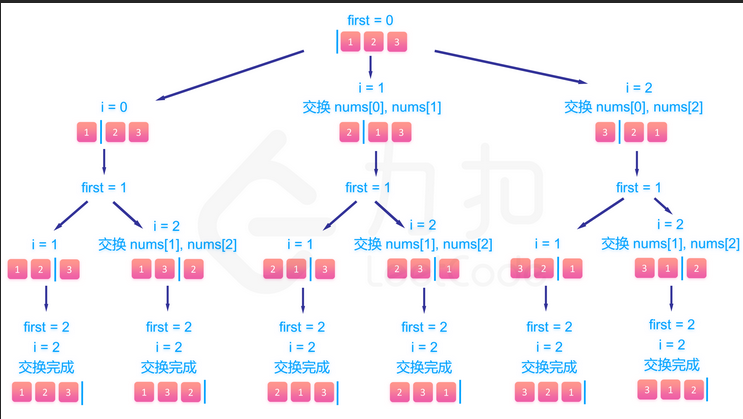 first = 0
1 2 3
i = 0
i = 1
i = 2
交换 nums[0], nums[1]
交换 nums[0], nums[2]
1 2 3
2 1 3
3 2 1
first = 1
first = 1
first = 1
i = 1
i = 2
交换 nums[1], nums[2]
i = 1
i = 2
交换 nums[1], nums[2]
i = 1
i = 2
交换 nums[1], nums[2]
1 2 3
1 3 2
2 1 3
2 3 1
3 2 1
3 1 2
first = 2
first = 2
first = 2
first = 2
first = 2
first = 2
i = 2
i = 2
i = 2
i = 2
i = 2
i = 2
交换完成
交换完成
交换完成
交换完成
交换完成
交换完成
1 2 3
1 3 2
2 1 3
2 3 1
3 2 1
3 1 2
力扣
LeetCode